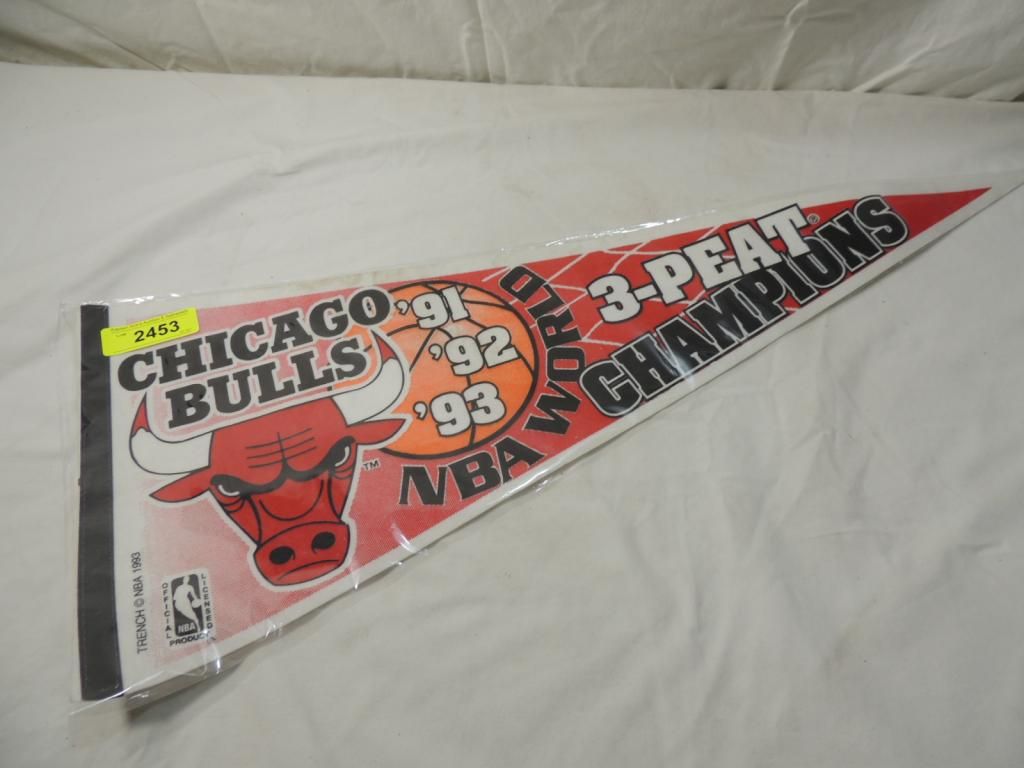 2453
CHICAGO
BULLS
'91
'92
'93
NBA WORLD
3-PEAT®
CHAMPIONS
TM
TRENCH © NBA 1993
OFFICIAL
LICENSED
NBA
PRODUCT